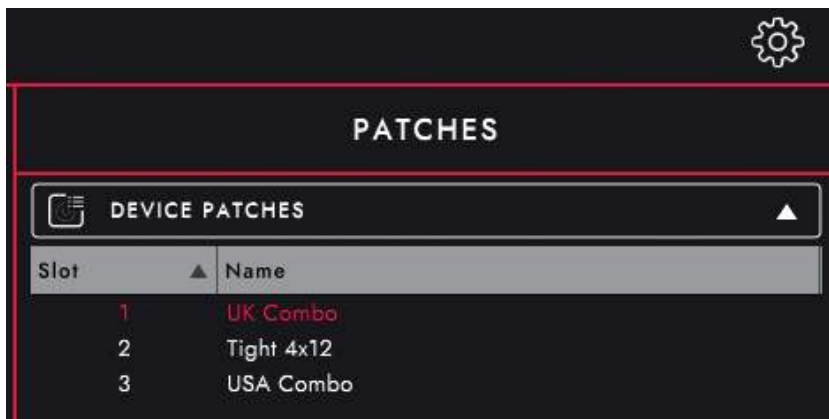 PATCHES
DEVICE PATCHES
Slot Name
1 UK Combo
2 Tight 4x12
3 USA Combo